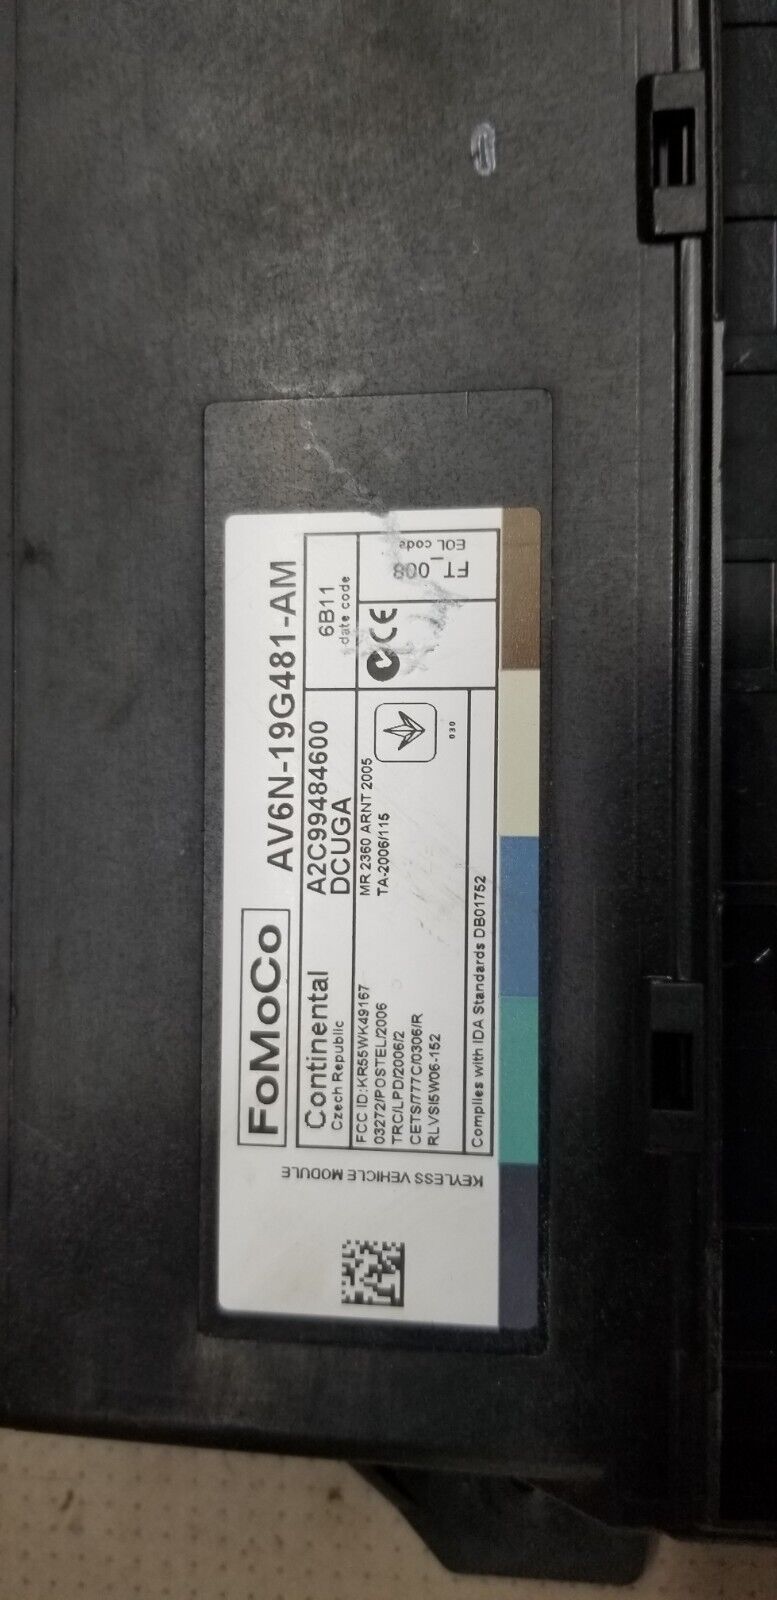 FoMoCo
AV6N-19G481-AM
Continental
Czech Republic
A2C99484600
DCUGA
6B11
date code
FCC ID:KR55WK49167
03272/POSTEL/2006
TRC/LPD/2006/2
CETS/777C/0306/R
RLVSI5W06-152
MR 2360 ARNT 2005
TA-2006/115
030
CE
FT_008
EOL code
Complies with IDA Standards DB01752
KEYLESS VEHICLE MODULE